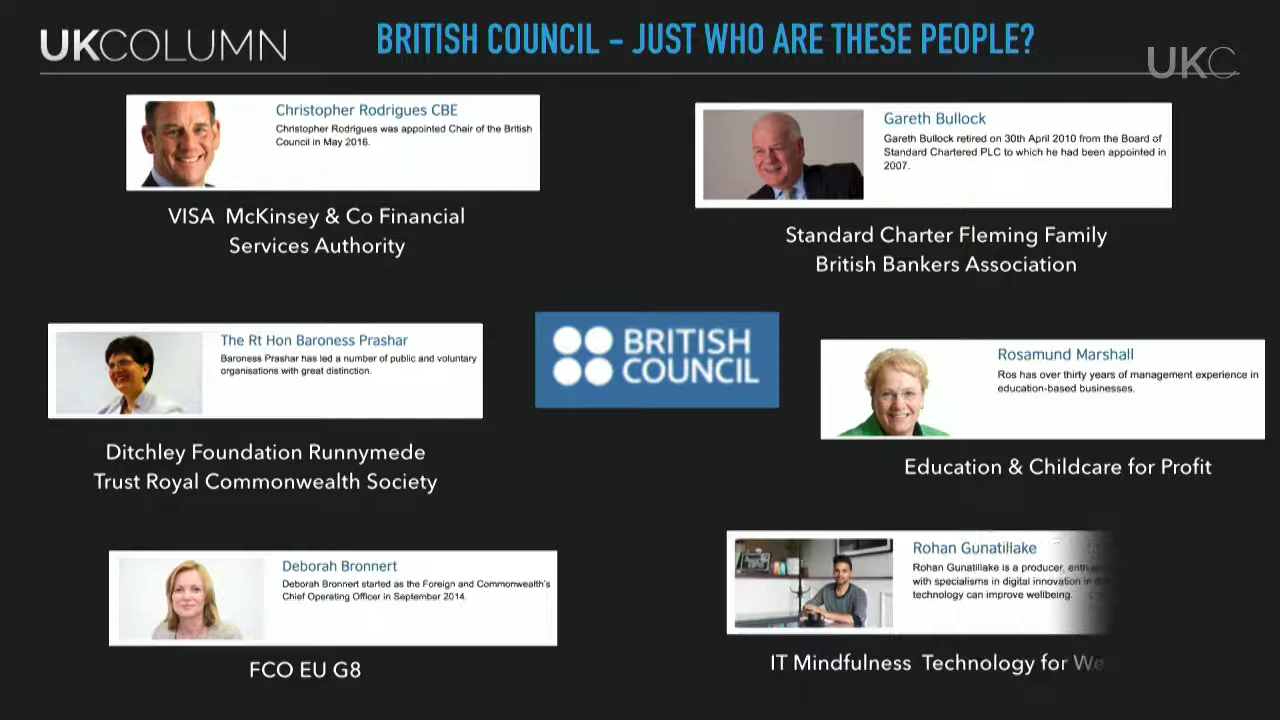 UKCOLUMN
BRITISH COUNCIL – JUST WHO ARE THESE PEOPLE?
UKC
Christopher Rodrigues CBE
Christopher Rodrigues was appointed Chair of the British
Council in May 2016.
VISA McKinsey & Co Financial
Services Authority
Gareth Bullock
Gareth Bullock retired on 30th April 2010 from the Board of
Standard Chartered PLC to which he had been appointed in
2007.
Standard Charter Fleming Family
British Bankers Association
The Rt Hon Baroness Prashar
Baroness Prashar has led a number of public and voluntary
organisations with great distinction.
Ditchley Foundation Runnymede
Trust Royal Commonwealth Society
BRITISH
COUNCIL
Rosamund Marshall
Ros has over thirty years of management experience in
education-based businesses.
Education & Childcare for Profit
Deborah Bronnert
Deborah Bronnert started as the Foreign and Commonwealth's
Chief Operating Officer in September 2014.
FCO EU G8
Rohan Gunatillake
Rohan Gunatillake is a producer,
with specialisms in digital innovation in
technology can improve wellbeing.
IT Mindfulness Technology for